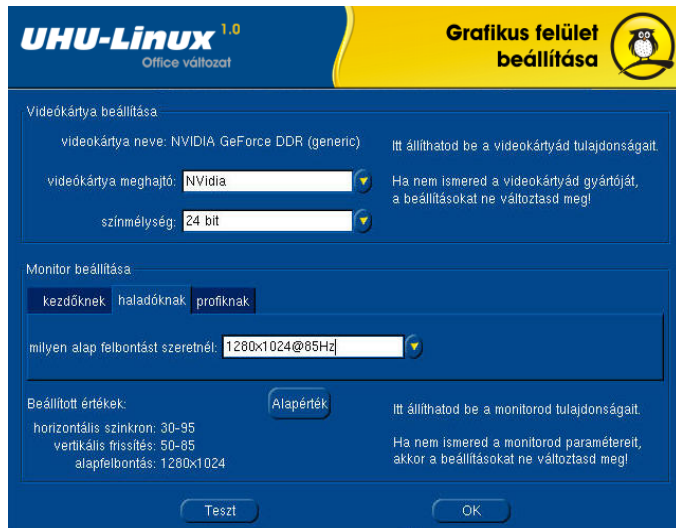 UHU-Linux 1.0
Office változat
Grafikus felület
beállítása
Videókártya beállítása
videokártya neve: NVIDIA GeForce DDR (generic)
videókártya meghajtó: NVidia
színmélység: 24 bit
Itt állíthatod be a videokártyád tulajdonságait.
Ha nem ismered a videokártyád gyártóját,
a beállításokat ne változtasd meg!
Monitor beállítása
kezdőknek haladóknak profiknak
milyen alap felbontást szeretnél: 1280x1024@85Hz
Beállított értékek:
Alapérték
horizontális szinkron: 30-95
vertikális frissítés: 50-85
alapfelbontás: 1280x1024
Itt állíthatod be a monitorod tulajdonságait.
Ha nem ismered a monitorod paramétereit,
akkor a beállításokat ne változtasd meg!
Teszt
OK